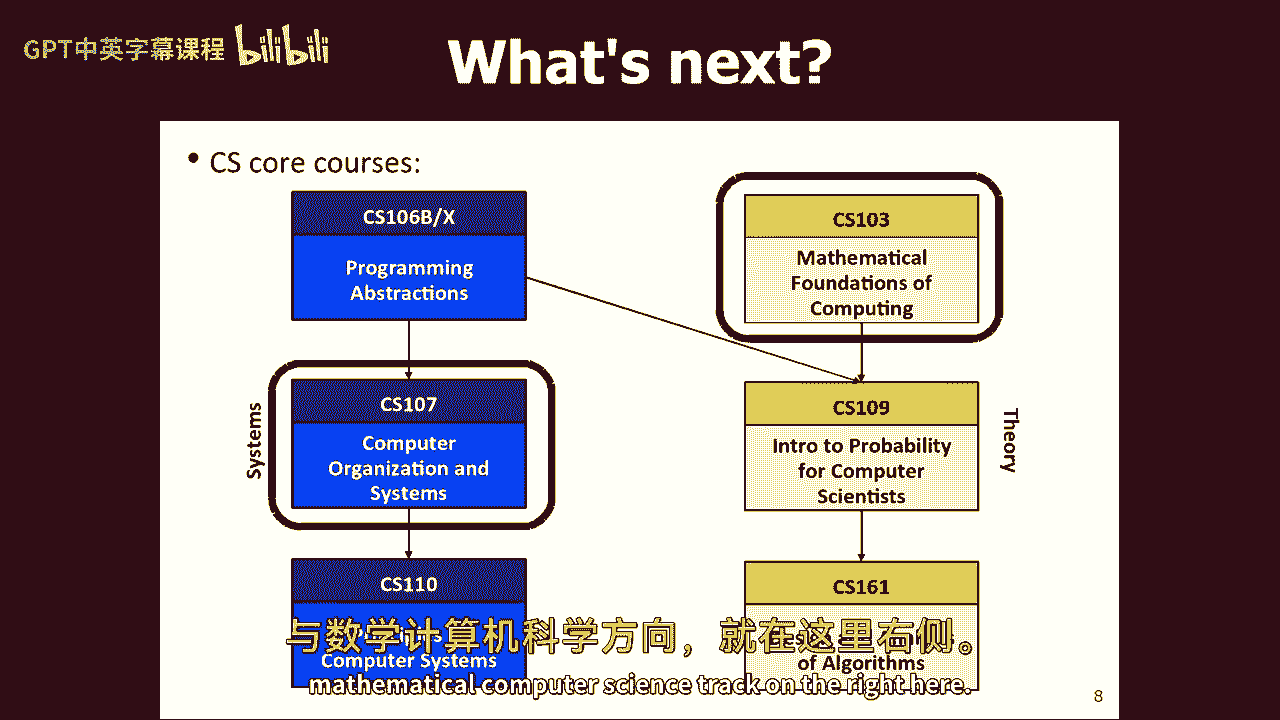 GPT中英字幕课程 bilibili
What's next?
• CS core courses:
CS106B/X
Programming
Abstractions
CS103
Mathematical
Foundations of
Computing
Systems
CS107
Computer
Organization and
Systems
CS109
Intro to Probability
for Computer
Scientists
Theory
CS110
Computer Systems
CS161
of Algorithms
与数学计算机科学方向，就在这里右侧。
mathematical computer science track on the right here.
8